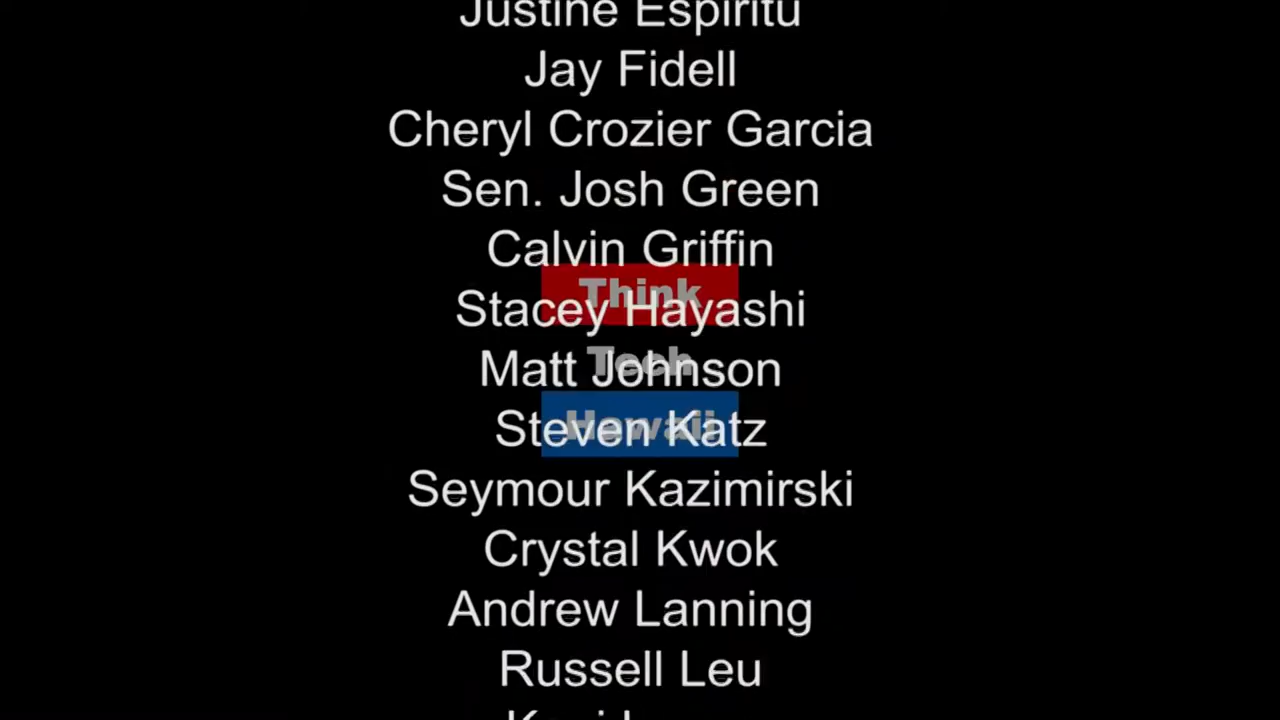 Justine Espiritu
Jay Fidell
Cheryl Crozier Garcia
Sen. Josh Green
Calvin Griffin
Think
Stacey Hayashi
Tech
Matt Johnson
Hawaii
Steven Katz
Seymour Kazimirski
Crystal Kwok
Andrew Lanning
Russell Leu